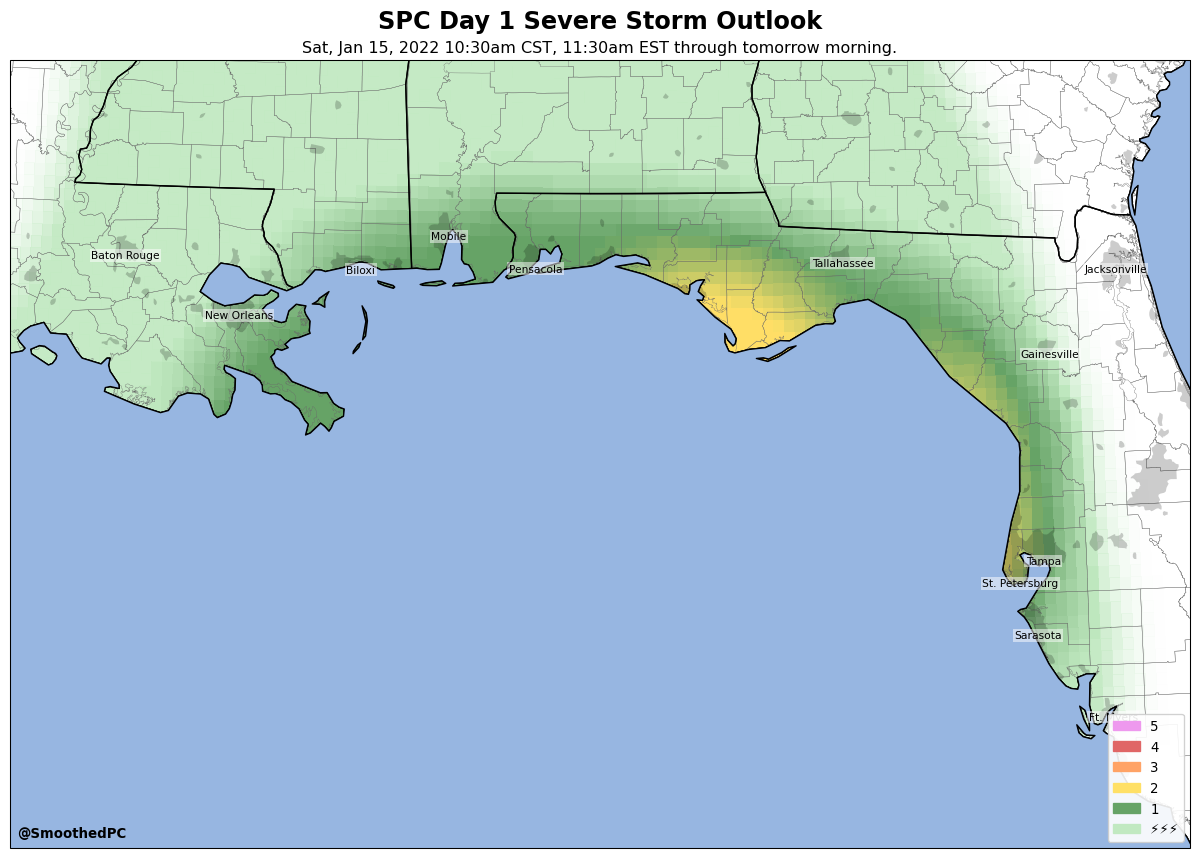 SPC Day 1 Severe Storm Outlook
Sat, Jan 15, 2022 10:30am CST, 11:30am EST through tomorrow morning.
Mobile
Baton Rouge
Biloxi
Pensacola
Tallahassee
Jacksonville
New Orleans
Gainesville
Tampa
St. Petersburg
Sarasota
Ft.
5
4
3
2
1
⚡⚡⚡
@SmoothedPC